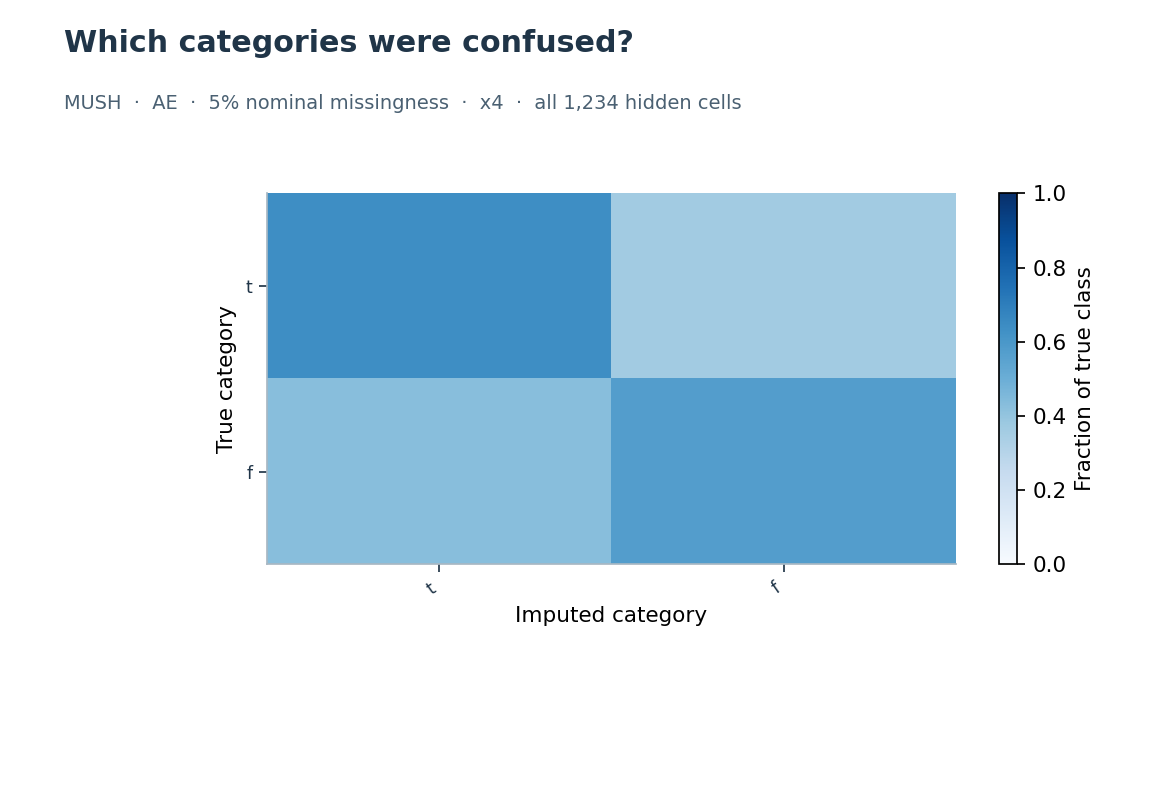 Which categories were confused?
MUSH · AE · 5% nominal missingness · x4 · all 1,234 hidden cells
t
f
True category
t
f
Imputed category
1.0
0.8
0.6
0.4
0.2
0.0
Fraction of true class